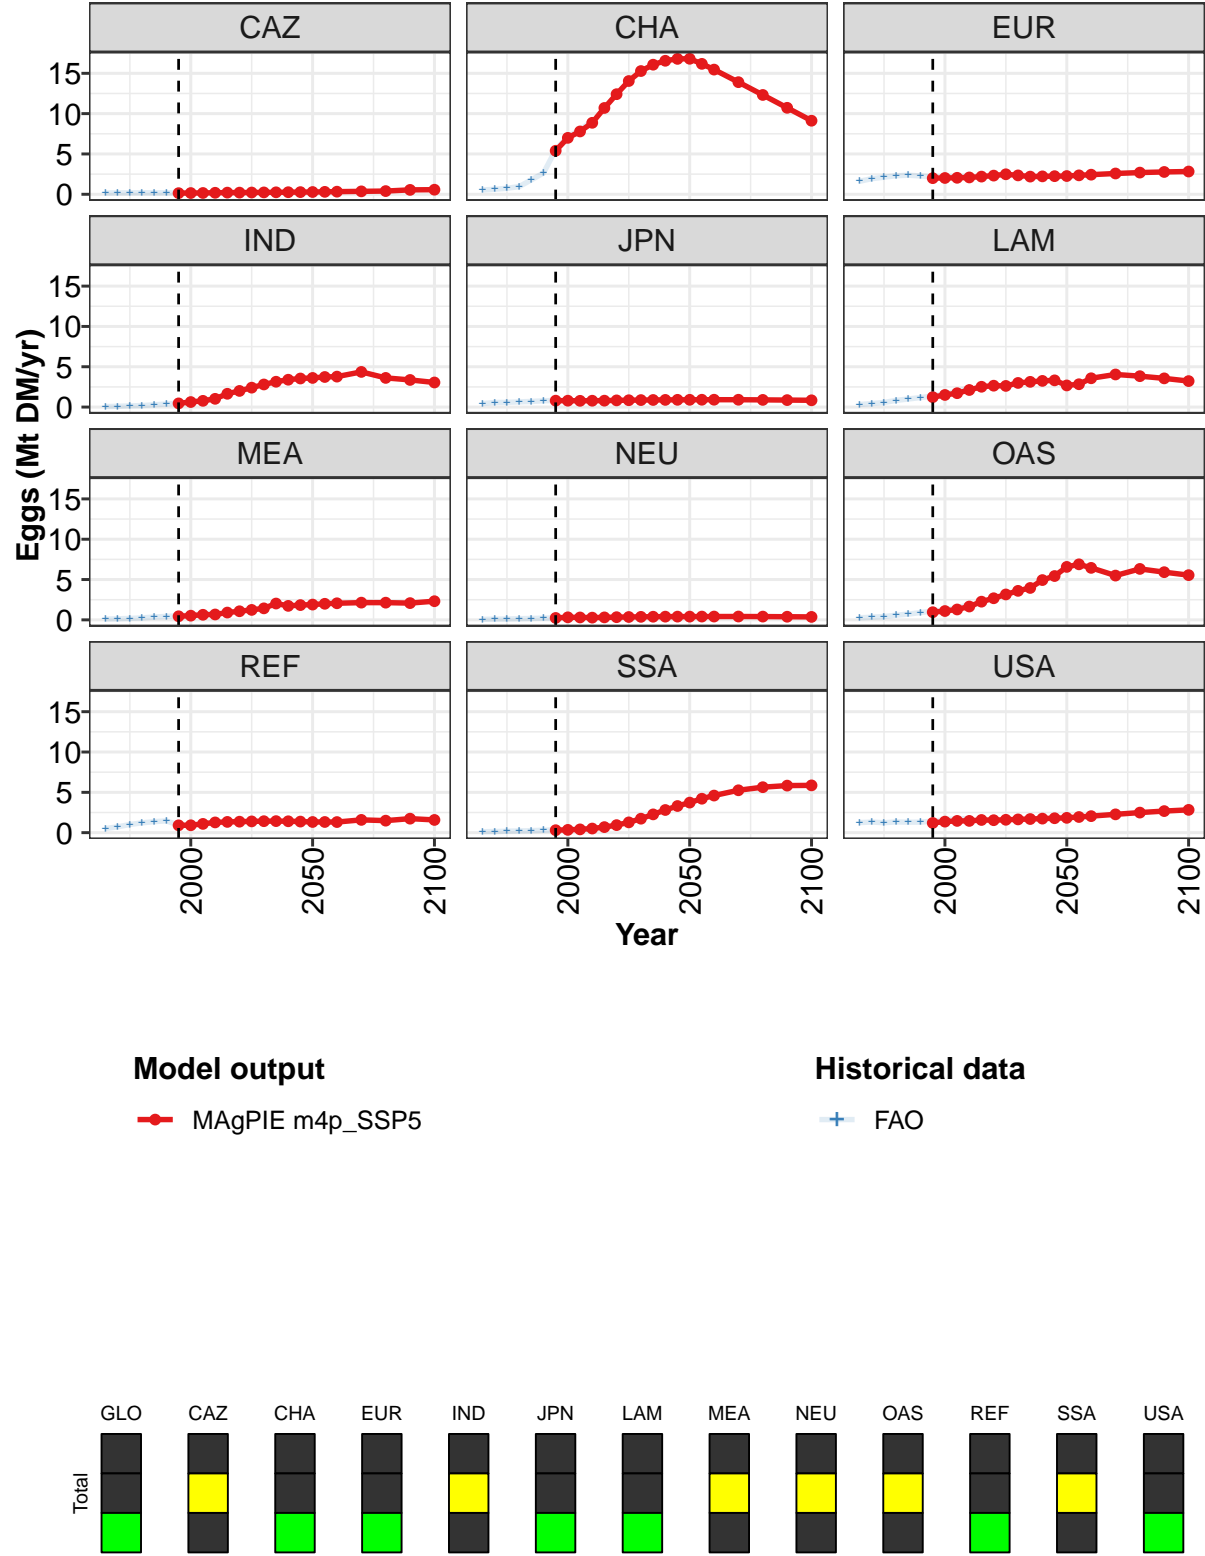 CAZ CHA EUR
15
10
5
0
IND JPN LAM
15
10
5
0
MEA NEU OAS
15
10
5
0
REF SSA USA
15
10
5
0
Eggs (Mt DM/yr)
2000 2050 2100 2000 2050 2100 2000 2050 2100
Year
Model output Historical data
MAgPIE m4p_SSP5 FAO
GLO CAZ CHA EUR IND JPN LAM MEA NEU OAS REF SSA USA
Total